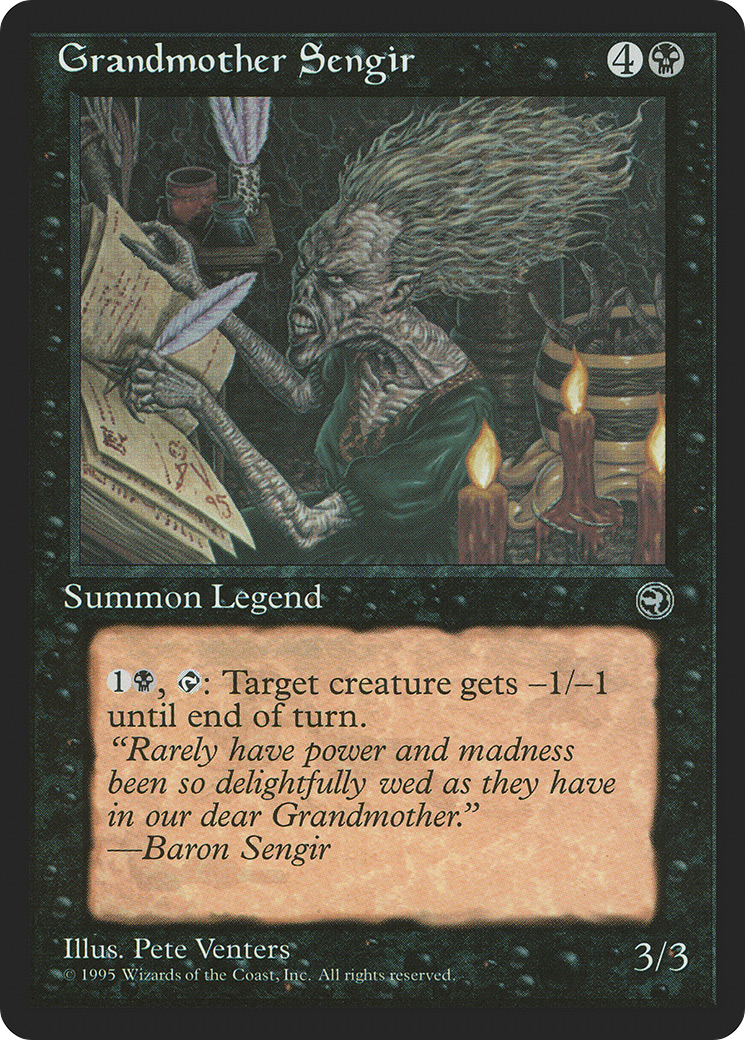 Grandmother Sengir 4
Summon Legend
1, : Target creature gets –1/–1
until end of turn.
“Rarely have power and madness
been so delightfully wed as they have
in our dear Grandmother.”
—Baron Sengir
Illus. Pete Venters
3/3
© 1995 Wizards of the Coast, Inc. All rights reserved.